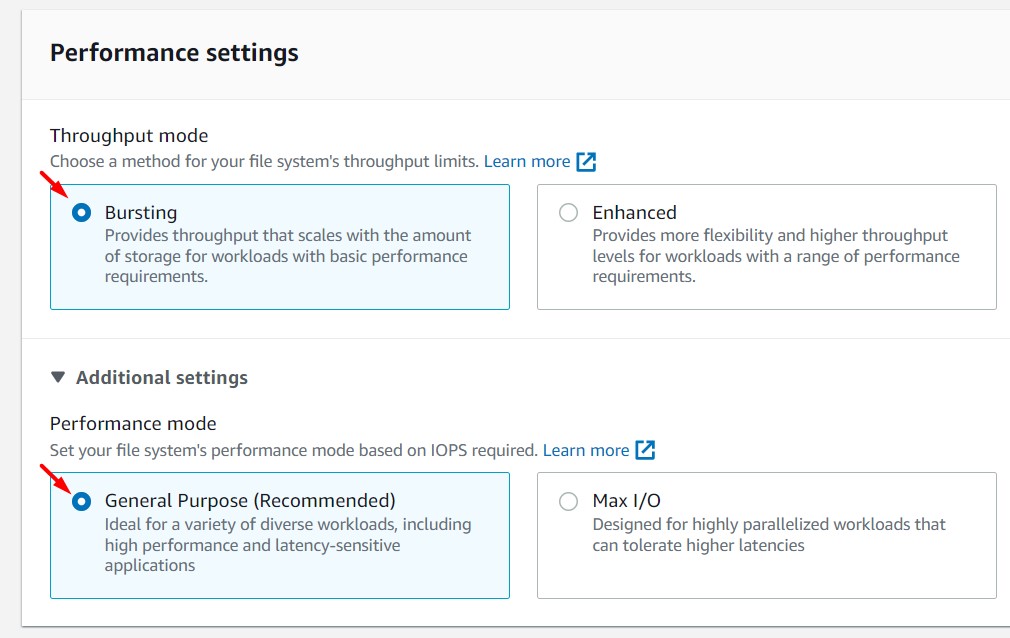 Performance settings
Throughput mode
Choose a method for your file system's throughput limits. Learn more
Bursting
Provides throughput that scales with the amount
of storage for workloads with basic performance
requirements.
Enhanced
Provides more flexibility and higher throughput
levels for workloads with a range of performance
requirements.
Additional settings
Performance mode
Set your file system's performance mode based on IOPS required. Learn more
General Purpose (Recommended)
Ideal for a variety of diverse workloads, including
high performance and latency-sensitive
applications
Max I/O
Designed for highly parallelized workloads that
can tolerate higher latencies